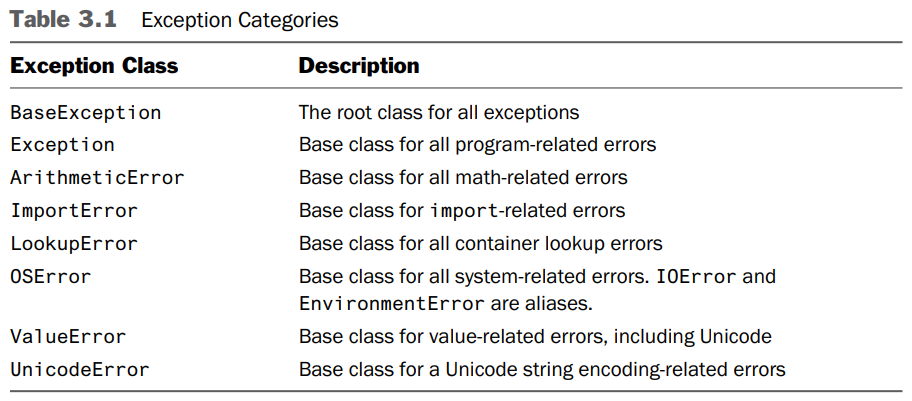 Table 3.1 Exception Categories
Exception Class Description
BaseException The root class for all exceptions
Exception Base class for all program-related errors
ArithmeticError Base class for all math-related errors
ImportError Base class for import-related errors
LookupError Base class for all container lookup errors
OSError Base class for all system-related errors. IOError and
EnvironmentError are aliases.
ValueError Base class for value-related errors, including Unicode
UnicodeError Base class for a Unicode string encoding-related errors